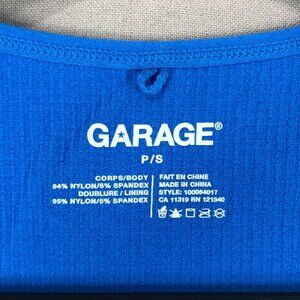 GARAGE®
P/S
CORPS/BODY
94% NYLON/6% SPANDEX
DOUBLURE / LINING
95% NYLON/5% SPANDEX
FAIT EN CHINE
MADE IN CHINA
STYLE: 100064017
CA 11319 RN 121340